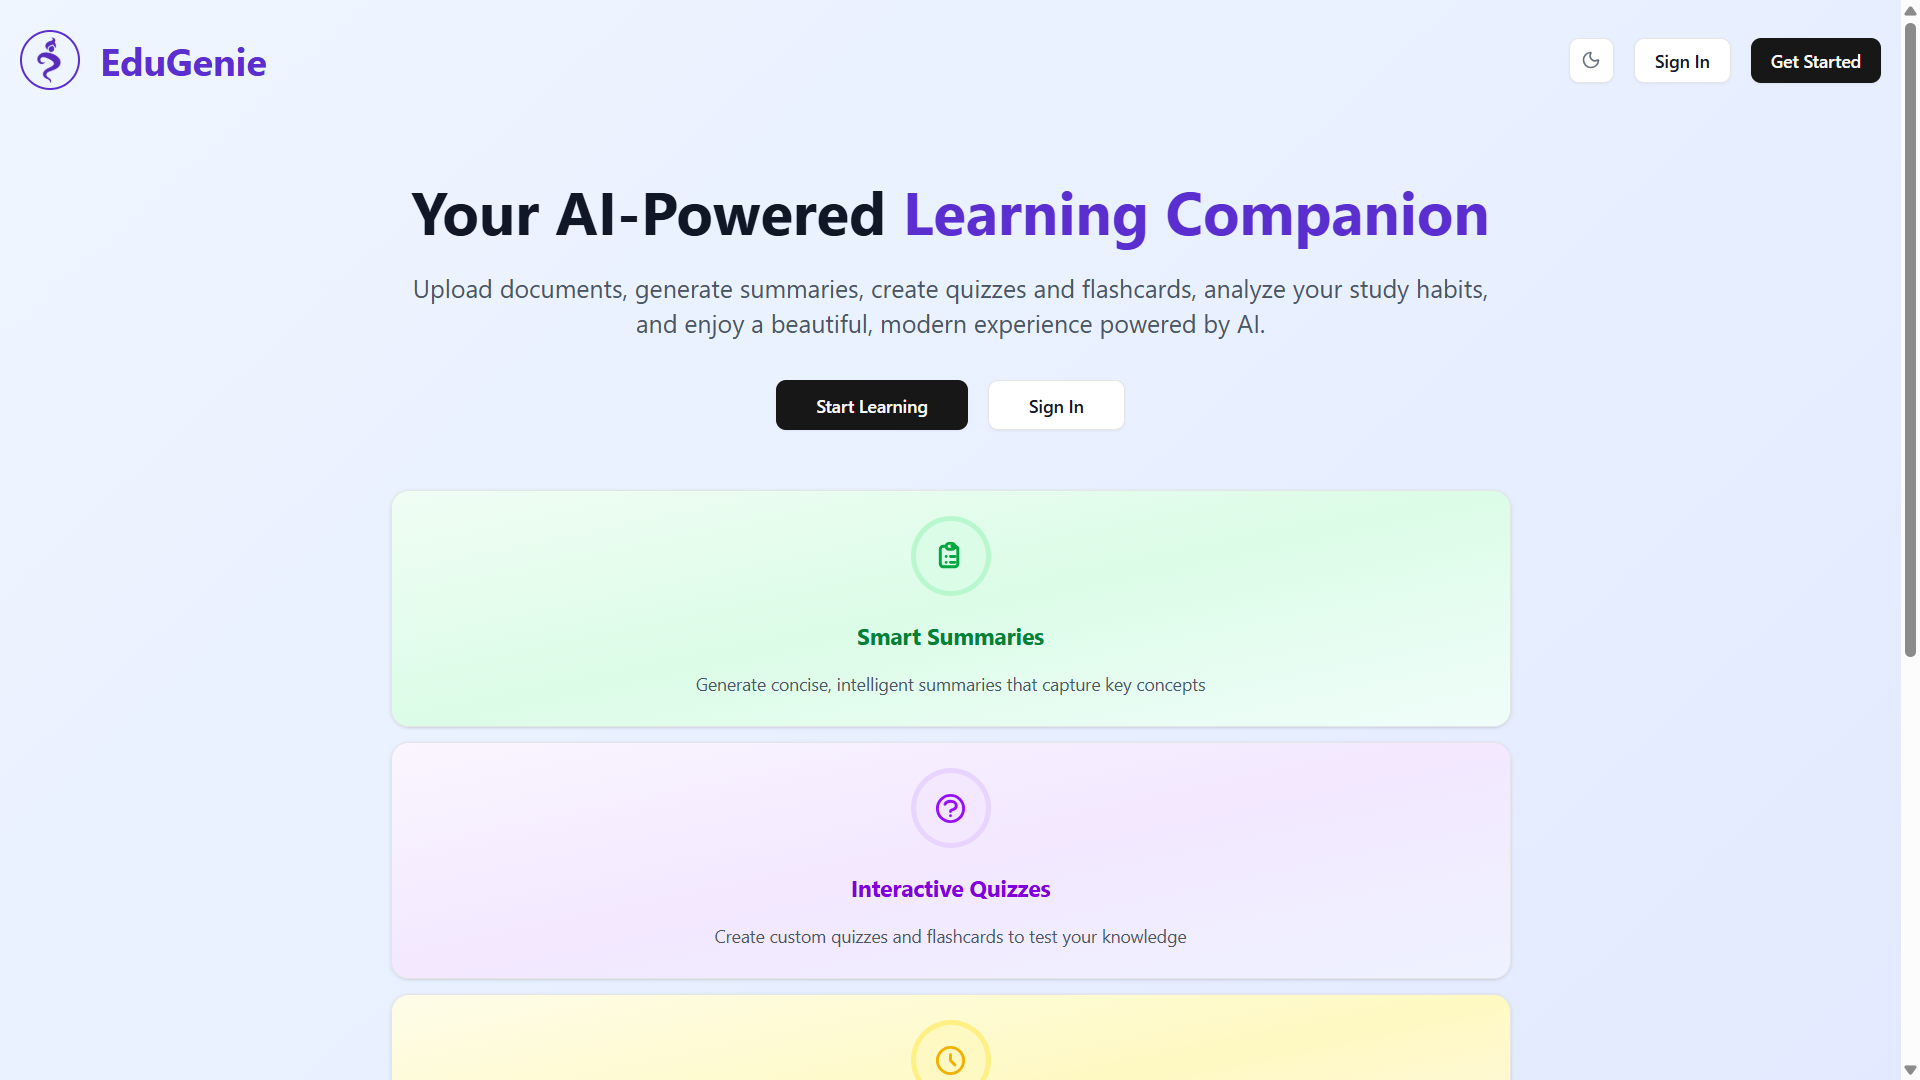 EduGenie
Sign In
Get Started
Your AI-Powered Learning Companion
Upload documents, generate summaries, create quizzes and flashcards, analyze your study habits,
and enjoy a beautiful, modern experience powered by AI.
Start Learning
Sign In
Smart Summaries
Generate concise, intelligent summaries that capture key concepts
Interactive Quizzes
Create custom quizzes and flashcards to test your knowledge